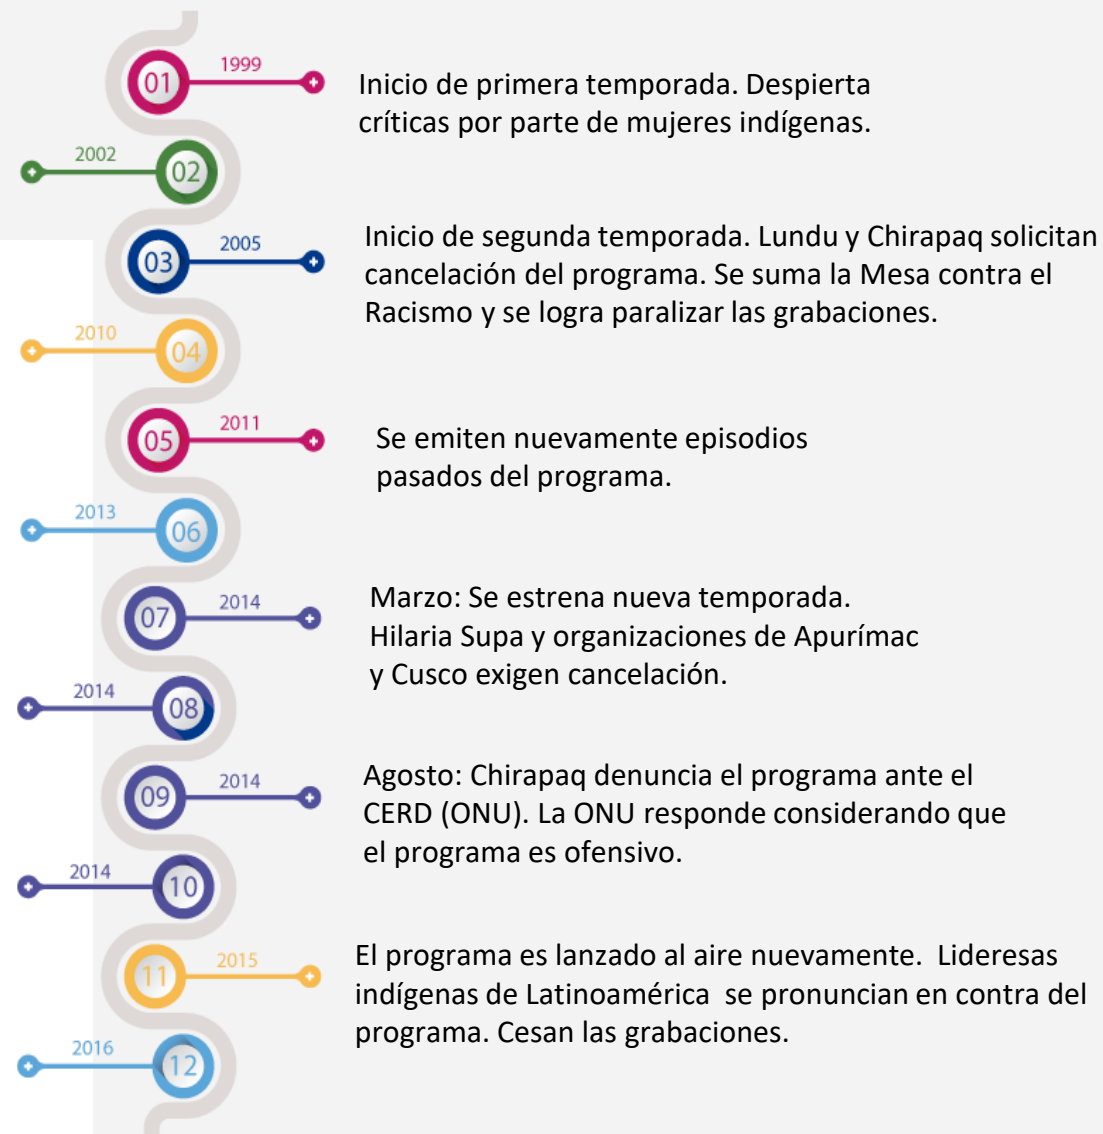 1999
01
Inicio de primera temporada. Despierta
críticas por parte de mujeres indígenas.
2002
02
2005
03
Inicio de segunda temporada. Lundu y Chirapaq solicitan
cancelación del programa. Se suma la Mesa contra el
Racismo y se logra paralizar las grabaciones.
2010
04
2011
05
Se emiten nuevamente episodios
pasados del programa.
2013
06
2014
07
Marzo: Se estrena nueva temporada.
Hilaria Supa y organizaciones de Apurímac
y Cusco exigen cancelación.
2014
08
2014
09
Agosto: Chirapaq denuncia el programa ante el
CERD (ONU). La ONU responde considerando que
el programa es ofensivo.
2014
10
2015
11
El programa es lanzado al aire nuevamente.  Lideresas
indígenas de Latinoamérica  se pronuncian en contra del
programa. Cesan las grabaciones.
2016
12